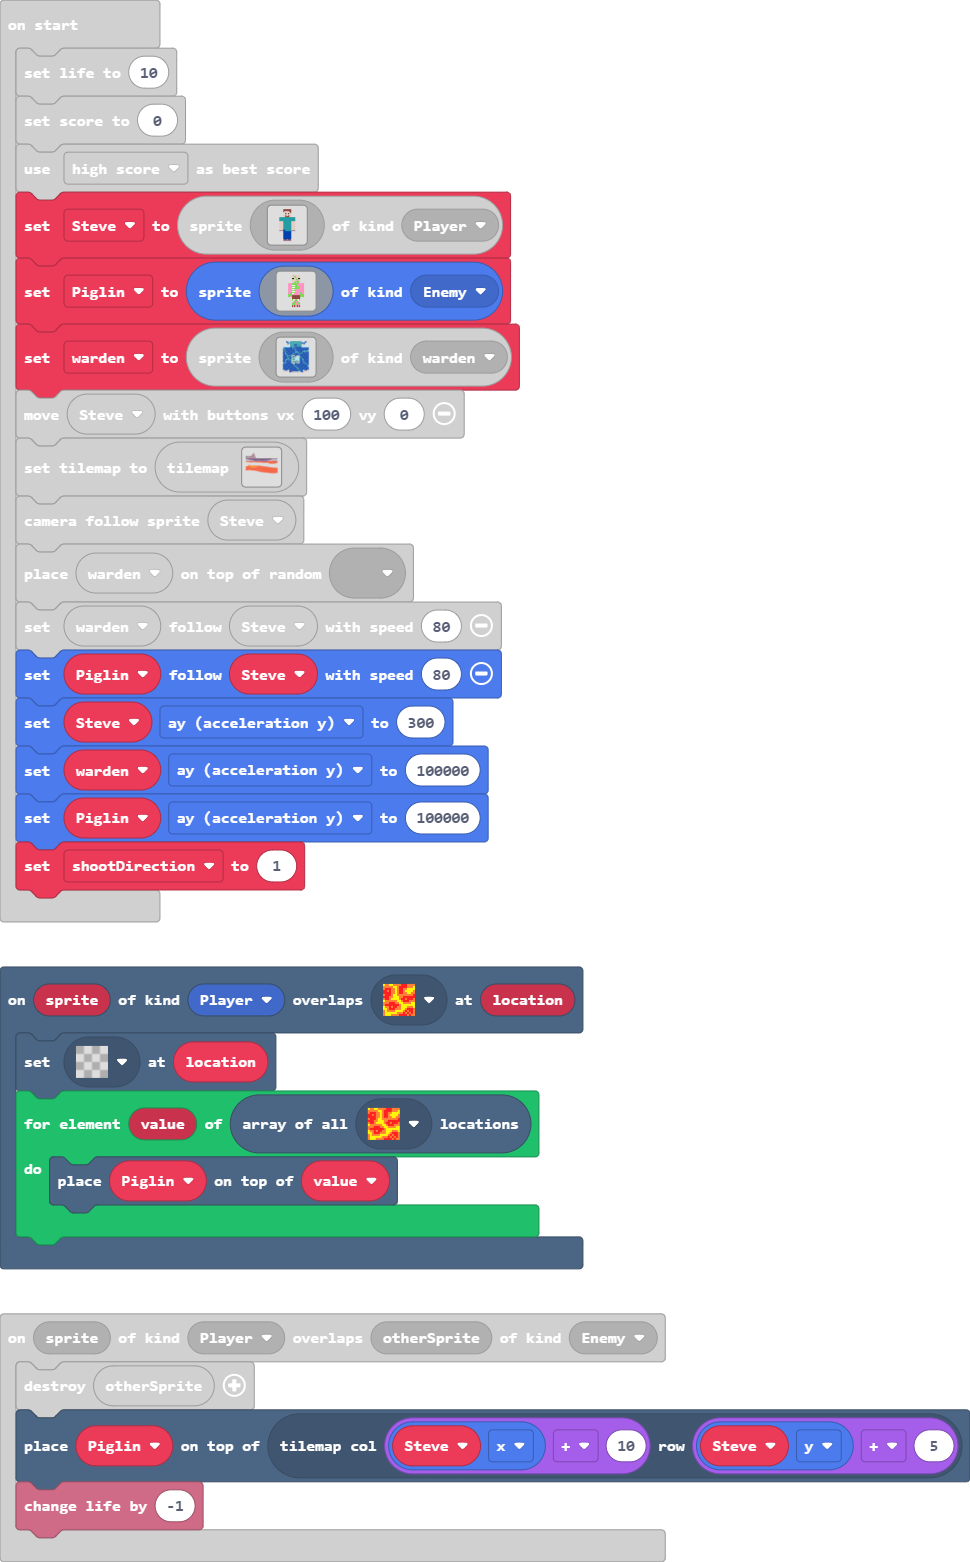 on start
set life to 10
set score to 0
use high score as best score
set Steve to sprite of kind Player
set Piglin to sprite of kind Enemy
set warden to sprite of kind warden
move Steve with buttons vx 100 vy 0
set tilemap to tilemap
camera follow sprite Steve
place warden on top of random
set warden follow Steve with speed 80
set Piglin follow Steve with speed 80
set Steve ay (acceleration y) to 300
set warden ay (acceleration y) to 100000
set Piglin ay (acceleration y) to 100000
set shootDirection to 1
on sprite of kind Player overlaps at location
set at location
for element value of array of all locations
do
place Piglin on top of value
on sprite of kind Player overlaps otherSprite of kind Enemy
destroy otherSprite
place Piglin on top of tilemap col Steve x + 10 row Steve y + 5
change life by -1